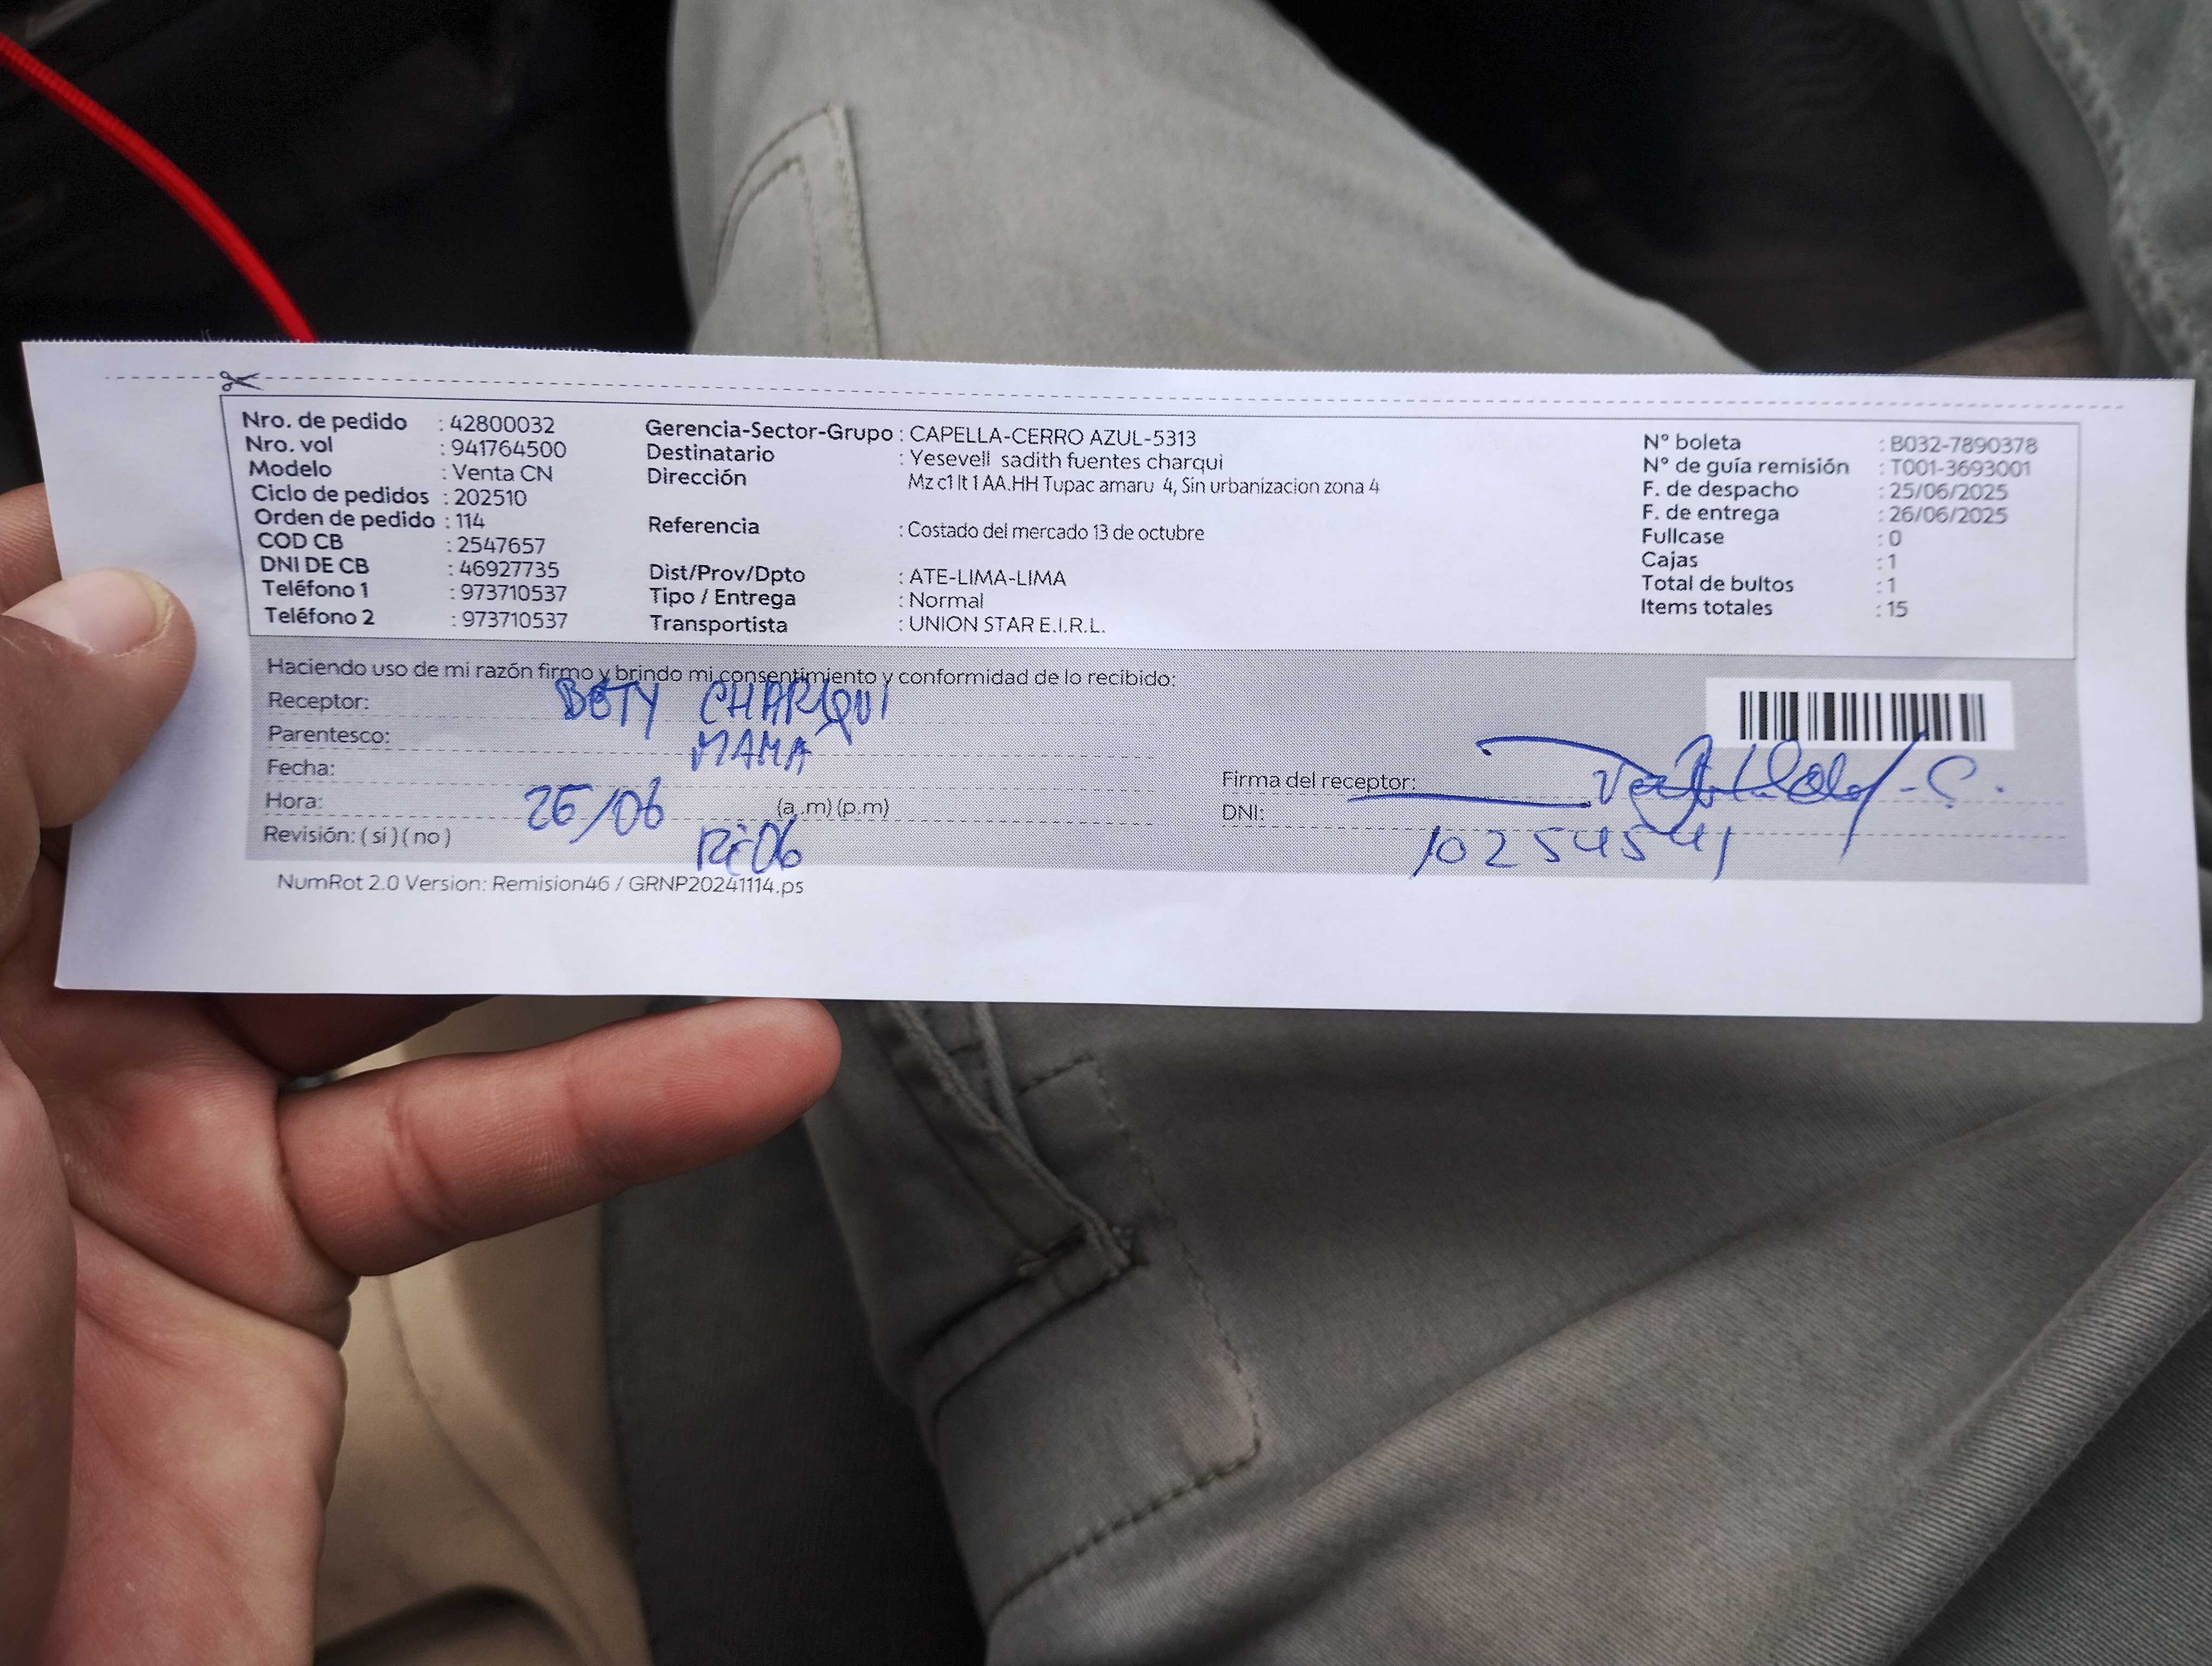 Nro. de pedido : 42800032
Nro. vol : 941764500
Modelo : Venta CN
Ciclo de pedidos : 202510
Orden de pedido : 114
COD CB : 2547657
DNI DE CB : 46927735
Teléfono 1 : 973710537
Teléfono 2 : 973710537
Gerencia-Sector-Grupo : CAPELLA-CERRO AZUL-5313
Destinatario : Yesevell sadith fuentes charqui
Dirección Mz c1 lt 1 AA.HH Tupac amaru 4, Sin urbanizacion zona 4
Referencia : Costado del mercado 13 de octubre
Dist/Prov/Dpto : ATE-LIMA-LIMA
Tipo / Entrega : Normal
Transportista : UNION STAR E.I.R.L.
N° boleta : B032-7890378
N° de guía remisión : T001-3693001
F. de despacho : 25/06/2025
F. de entrega : 26/06/2025
Fullcase : 0
Cajas : 1
Total de bultos : 1
Items totales : 15
Haciendo uso de mi razón firmo y brindo mi consentimiento y conformidad de lo recibido:
Receptor: BETY CHARQUI
Parentesco: MAMA
Fecha: 26/06
Hora: (a.m) (p.m)
Revisión: ( si ) ( no )
Firma del receptor:
DNI: 10254541
NumRot 2.0 Version: Remision46 / GRNP20241114.ps